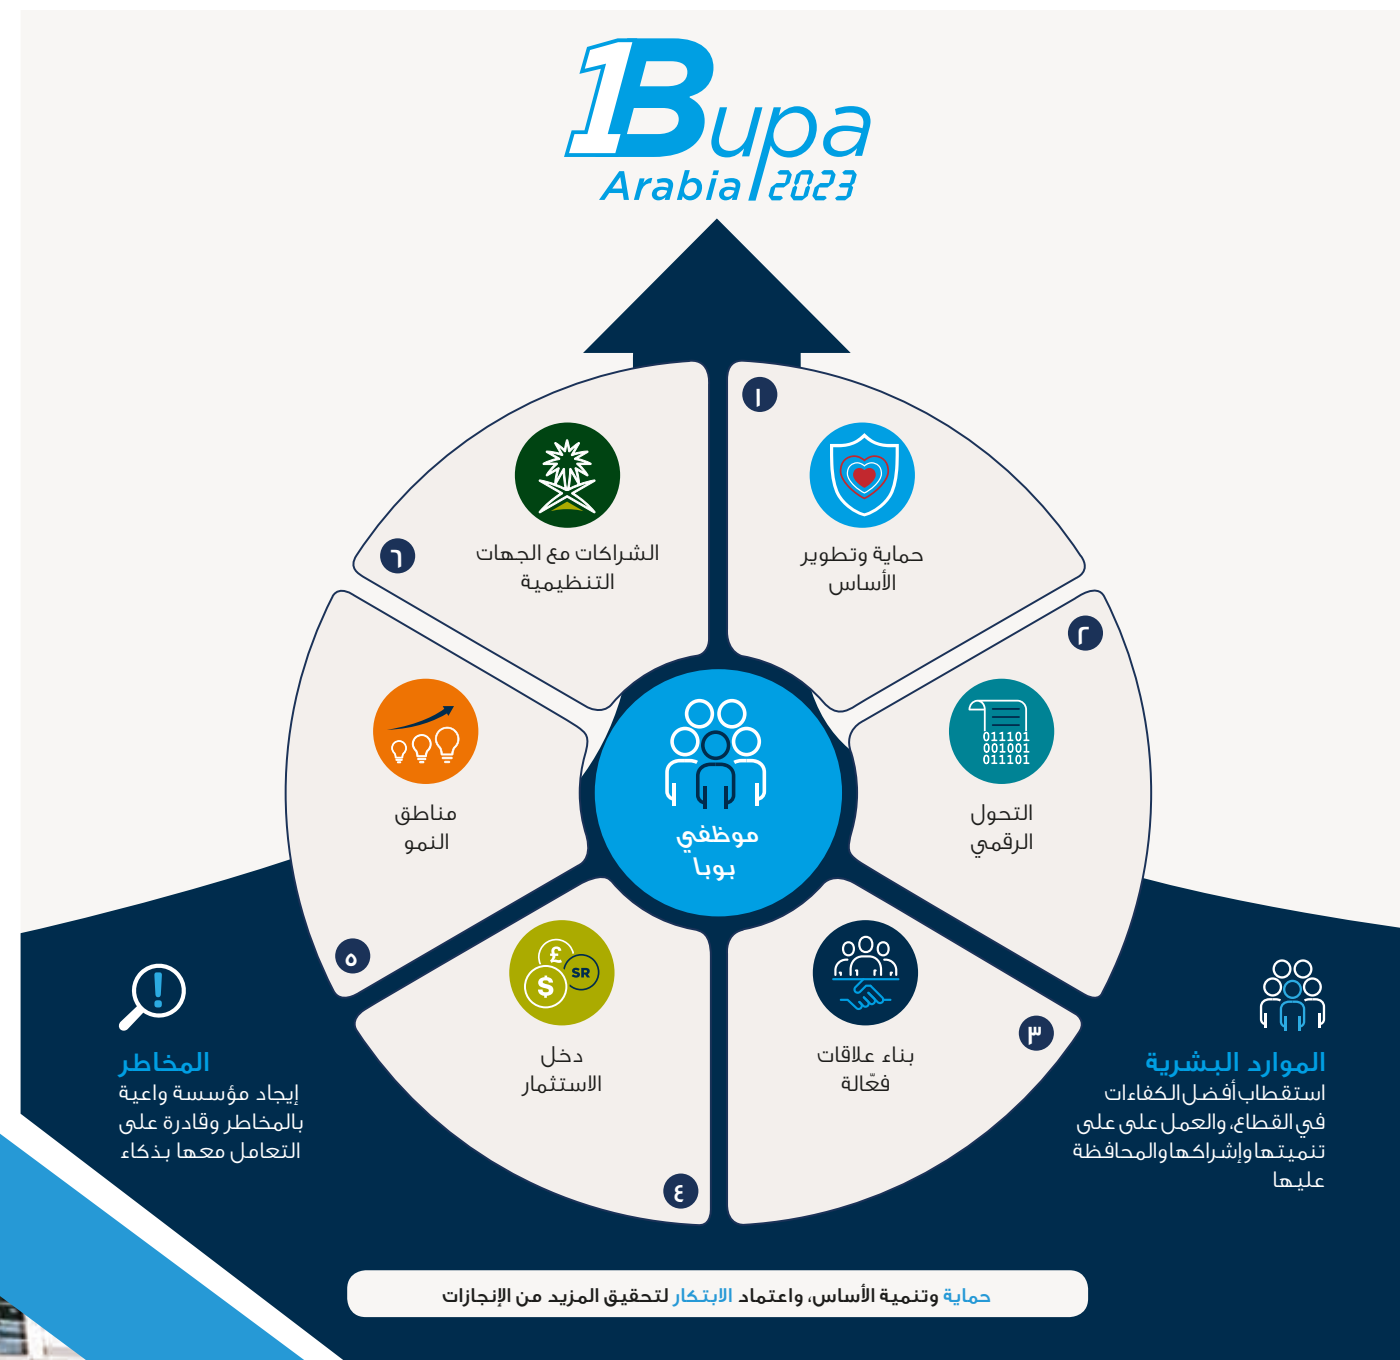 1Bupa
Arabia 2023
١
حماية وتطوير
الأساس
٢
011101
001001
011101
التحول
الرقمي
٣
بناء علاقات
فعّالة
٤
£
SR
$
دخل
الاستثمار
٥
مناطق
النمو
٦
الشراكات مع الجهات
التنظيمية
موظفي
بوبا
الموارد البشرية
استقطاب أفضل الكفاءات
في القطاع، والعمل على على
تنميتها وإشراكها والمحافظة
عليها
!
المخاطر
إيجاد مؤسسة واعية
بالمخاطر وقادرة على
التعامل معها بذكاء
حماية وتنمية الأساس، واعتماد الابتكار لتحقيق المزيد من الإنجازات